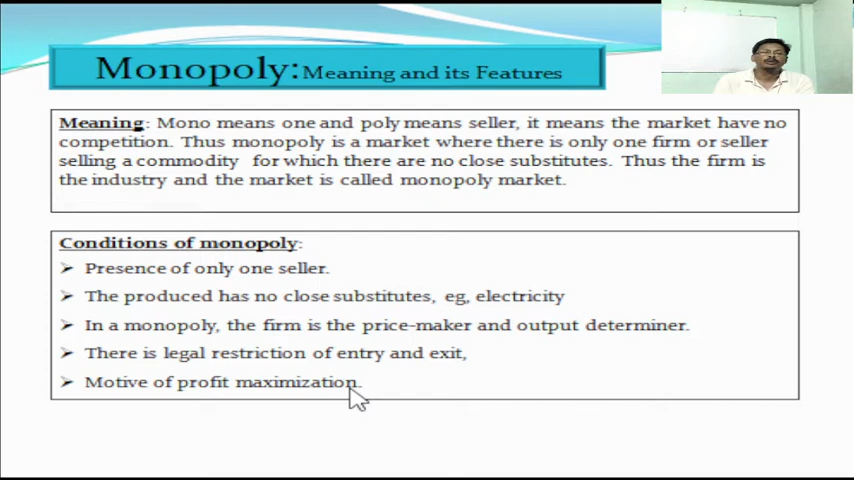 Monopoly: Meaning and its Features
Meaning: Mono means one and poly means seller, it means the market have no
competition. Thus monopoly is a market where there is only one firm or seller
selling a commodity for which there are no close substitutes. Thus the firm is
the industry and the market is called monopoly market.
Conditions of monopoly:
➢ Presence of only one seller.
➢ The produced has no close substitutes, eg, electricity
➢ In a monopoly, the firm is the price-maker and output determiner.
➢ There is legal restriction of entry and exit,
➢ Motive of profit maximization.